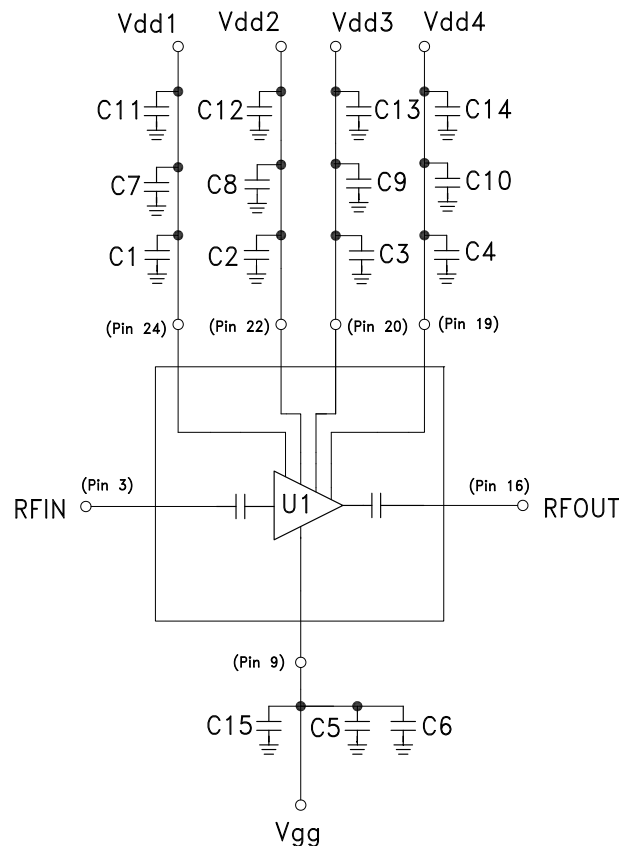 Vdd1 Vdd2 Vdd3 Vdd4
C11 C12 C13 C14
C7 C8 C9 C10
C1 C2 C3 C4
(Pin 24) (Pin 22) (Pin 20) (Pin 19)
(Pin 3) (Pin 16)
RFIN U1 RFOUT
(Pin 9)
C15 C5 C6
Vgg